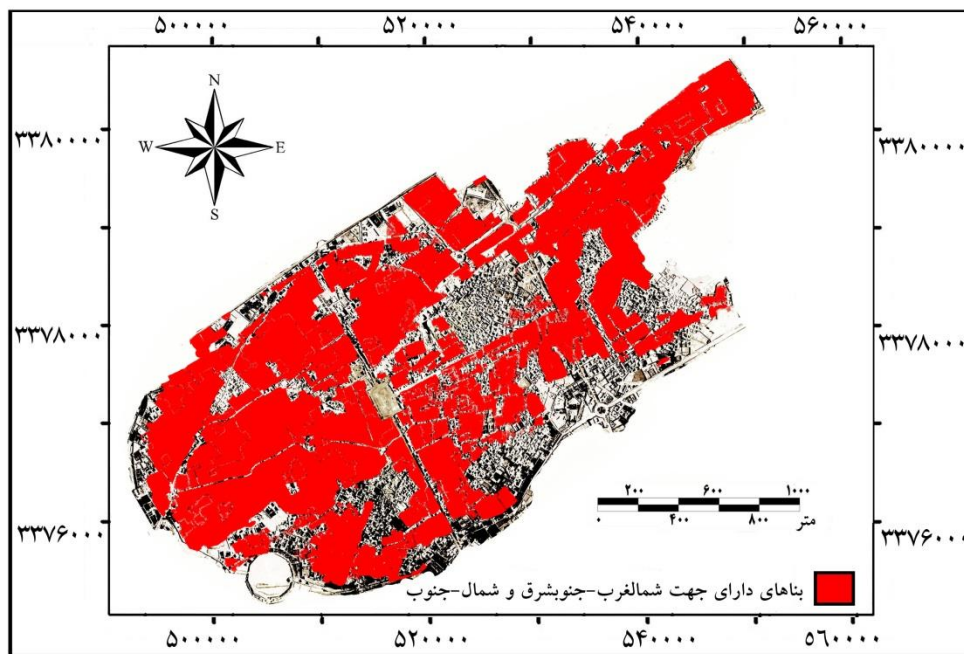 ۵۰۰۰۰۰ ۵۲۰۰۰۰ ۵۴۰۰۰۰ ۵۶۰۰۰۰
N
۳۳۸۰۰۰۰ ۳۳۸۰۰۰۰
W E
S
۳۳۷۸۰۰۰ ۳۳۷۸۰۰۰
۲۰۰ ۶۰۰ ۱۰۰۰
۰ ۴۰۰ ۸۰۰ متر
۳۳۷۶۰۰۰ ۳۳۷۶۰۰۰
بناهای دارای جهت شمالغرب-جنوبشرق و شمال-جنوب
۵۰۰۰۰۰ ۵۲۰۰۰۰ ۵۴۰۰۰۰ ۵۶۰۰۰۰